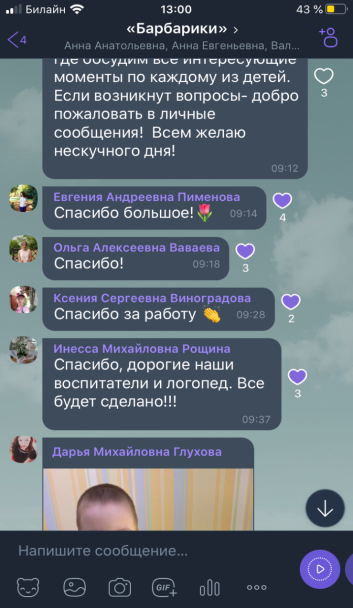 Билайн 13:00 43 %
4 «Барбарики» >
Анна Анатольевна, Анна Евгеньевна, Вал...
где обсудим все интересующие
моменты по каждому из детей.
Если возникнут вопросы- добро
пожаловать в личные
сообщения! Всем желаю
нескучного дня!
09:12
3
Евгения Андреевна Пименова
Спасибо большое!🌷 09:14
4
Ольга Алексеевна Ваваева
Спасибо! 09:18
3
Ксения Сергеевна Виноградова
Спасибо за работу 👏 09:28
2
Инесса Михайловна Рощина
Спасибо, дорогие наши
воспитатели и логопед. Все
будет сделано!!!
09:37
3
Дарья Михайловна Глухова
Напишите сообщение...
GIF+